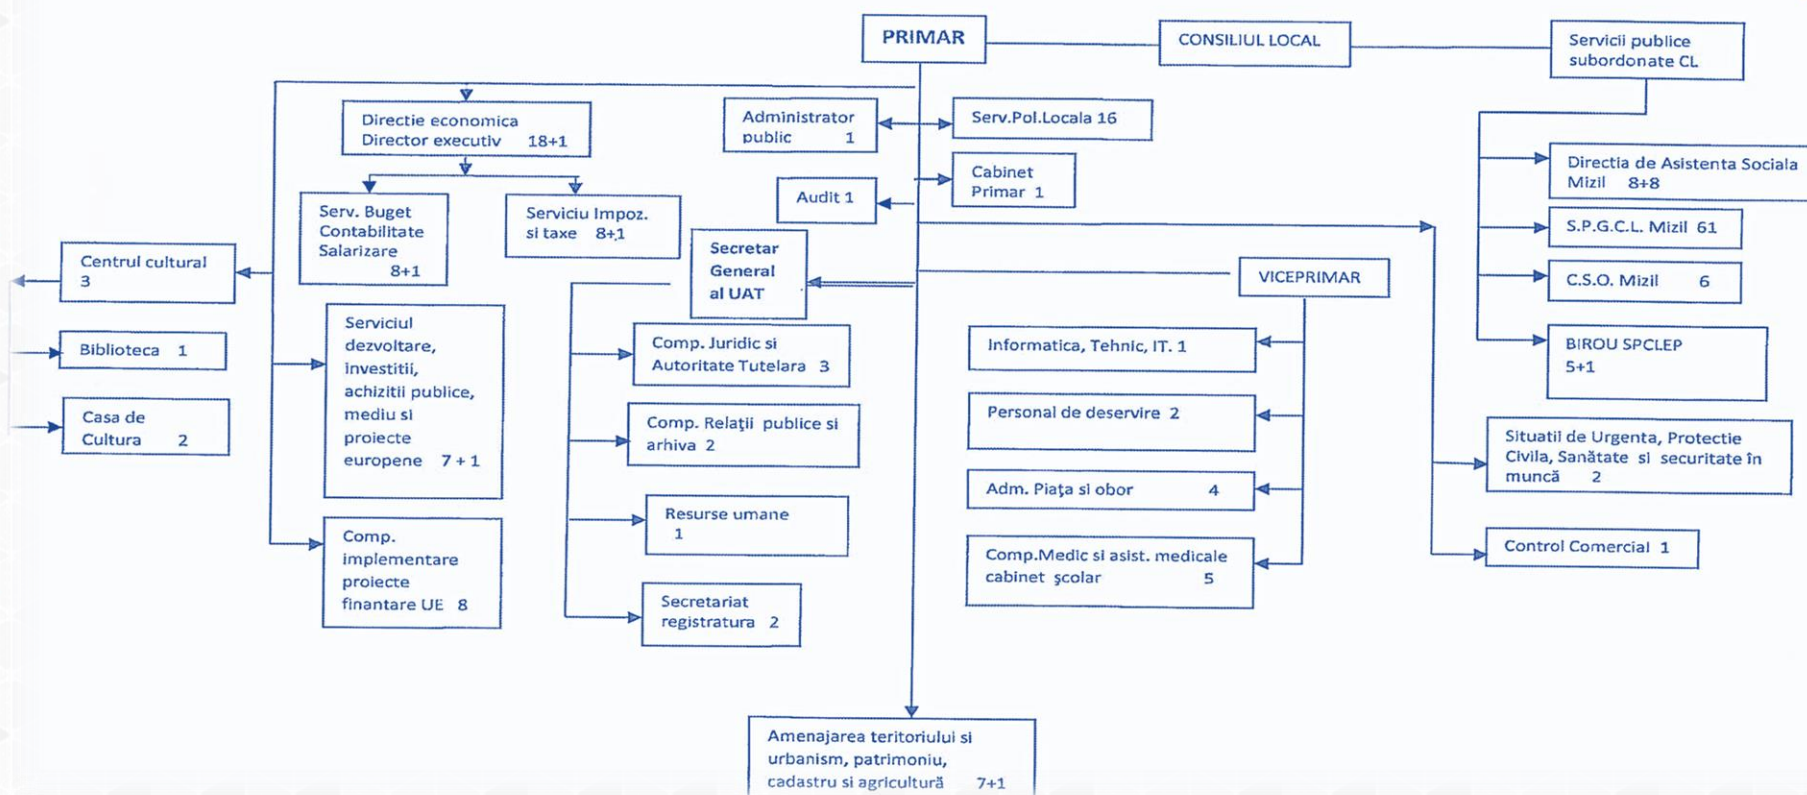 PRIMAR
CONSILIUL LOCAL
Servicii publice
subordonate CL
Directie economica
Director executiv 18+1
Administrator
public 1
Serv.Pol.Locala 16
Cabinet
Primar 1
Audit 1
Directia de Asistenta Sociala
Mizil 8+8
S.P.G.C.L. Mizil 61
C.S.O. Mizil 6
BIROU SPCLEP
5+1
Serv. Buget
Contabilitate
Salarizare
8+1
Serviciu Impoz.
si taxe 8+1
Secretar
General
al UAT
VICEPRIMAR
Centrul cultural
3
Biblioteca 1
Casa de
Cultura 2
Serviciul
dezvoltare,
investitii,
achizitii publice,
mediu si
proiecte
europene 7 + 1
Comp.
implementare
proiecte
finantare UE 8
Comp. Juridic si
Autoritate Tutelara 3
Comp. Relaţii publice si
arhiva 2
Resurse umane
1
Secretariat
registratura 2
Informatica, Tehnic, IT. 1
Personal de deservire 2
Adm. Piaţa si obor 4
Comp.Medic si asist. medicale
cabinet şcolar 5
Situatii de Urgenta, Protectie
Civila, Sanătate si securitate în
muncă 2
Control Comercial 1
Amenajarea teritoriului si
urbanism, patrimoniu,
cadastru si agricultură 7+1